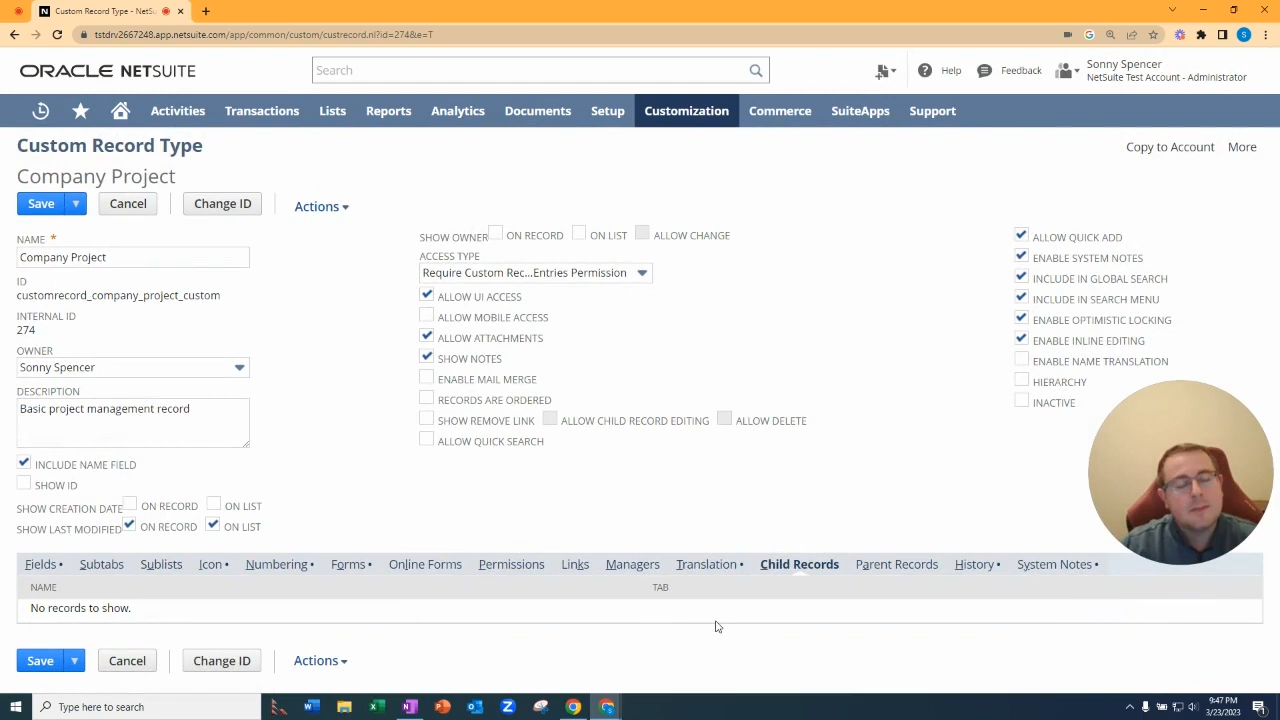 Custom Record Type - NetSu
tstdrv2667248.app.netsuite.com/app/common/custom/custrecord.nl?id=274&e=T
S
ORACLE NETSUITE
Search
Help
Feedback
Sonny Spencer
NetSuite Test Account - Administrator
Activities Transactions Lists Reports Analytics Documents Setup Customization Commerce SuiteApps Support
Custom Record Type
Copy to Account More
Company Project
Save Cancel Change ID Actions
NAME *
Company Project
ID
customrecord_company_project_custom
INTERNAL ID
274
OWNER
Sonny Spencer
DESCRIPTION
Basic project management record
INCLUDE NAME FIELD
SHOW ID
SHOW CREATION DATE ON RECORD ON LIST
SHOW LAST MODIFIED ON RECORD ON LIST
SHOW OWNER ON RECORD ON LIST ALLOW CHANGE
ACCESS TYPE
Require Custom Rec...Entries Permission
ALLOW UI ACCESS
ALLOW MOBILE ACCESS
ALLOW ATTACHMENTS
SHOW NOTES
ENABLE MAIL MERGE
RECORDS ARE ORDERED
SHOW REMOVE LINK ALLOW CHILD RECORD EDITING ALLOW DELETE
ALLOW QUICK SEARCH
ALLOW QUICK ADD
ENABLE SYSTEM NOTES
INCLUDE IN GLOBAL SEARCH
INCLUDE IN SEARCH MENU
ENABLE OPTIMISTIC LOCKING
ENABLE INLINE EDITING
ENABLE NAME TRANSLATION
HIERARCHY
INACTIVE
Fields • Subtabs Sublists Icon • Numbering • Forms • Online Forms Permissions Links Managers Translation • Child Records Parent Records History • System Notes •
NAME TAB
No records to show.
Save Cancel Change ID Actions
Type here to search
9:47 PM
3/23/2023